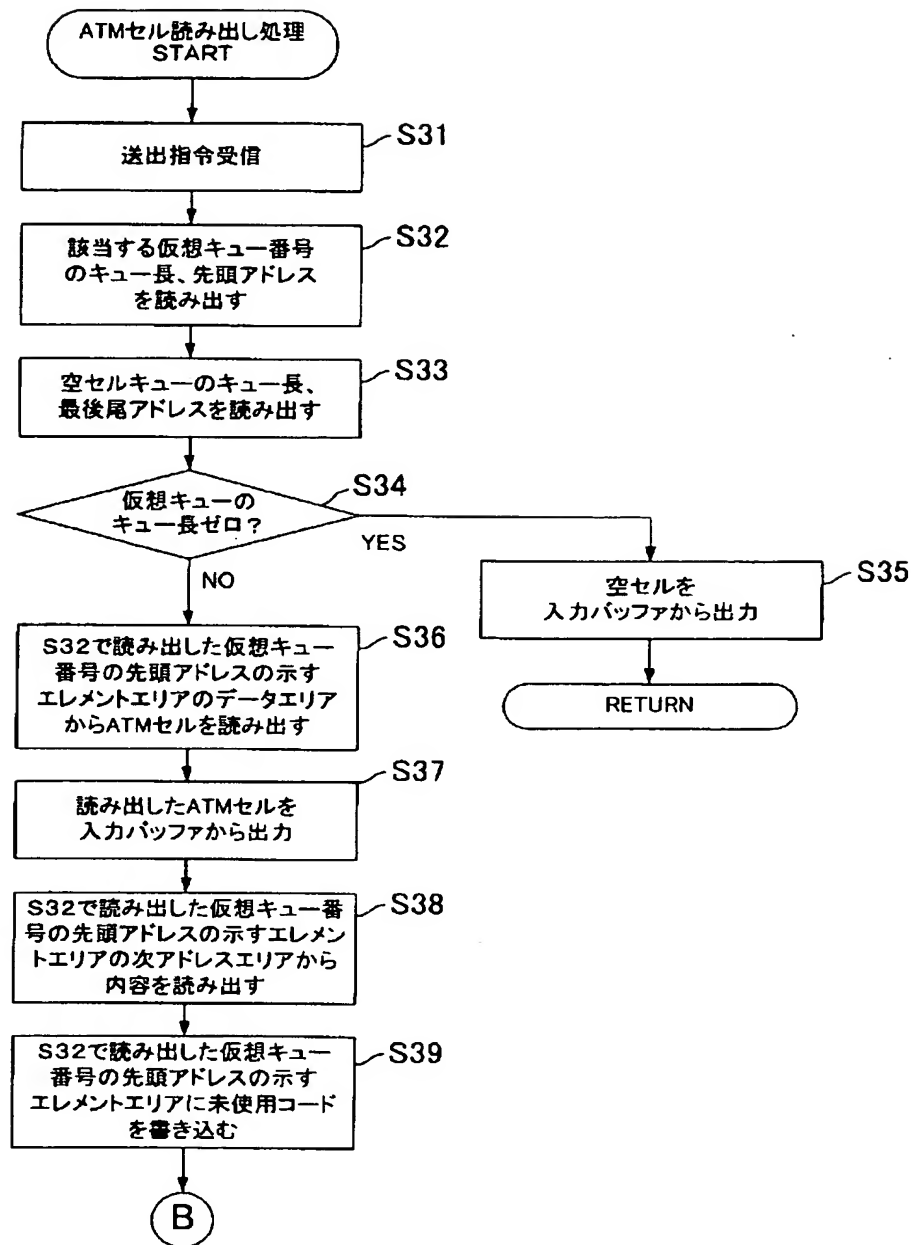 ATMセル読み出し処理
START
S31
送出指令受信
S32
該当する仮想キュー番号
のキュー長、先頭アドレス
を読み出す
S33
空セルキューのキュー長、
最後尾アドレスを読み出す
S34
仮想キューの
キュー長ゼロ?
YES
NO
S35
空セルを
入力バッファから出力
RETURN
S36
S32で読み出した仮想キュー
番号の先頭アドレスの示す
エレメントエリアのデータエリア
からATMセルを読み出す
S37
読み出したATMセルを
入力バッファから出力
S38
S32で読み出した仮想キュー番
号の先頭アドレスの示すエレメン
トエリアの次アドレスエリアから
内容を読み出す
S39
S32で読み出した仮想キュー
番号の先頭アドレスの示す
エレメントエリアに未使用コード
を書き込む
B